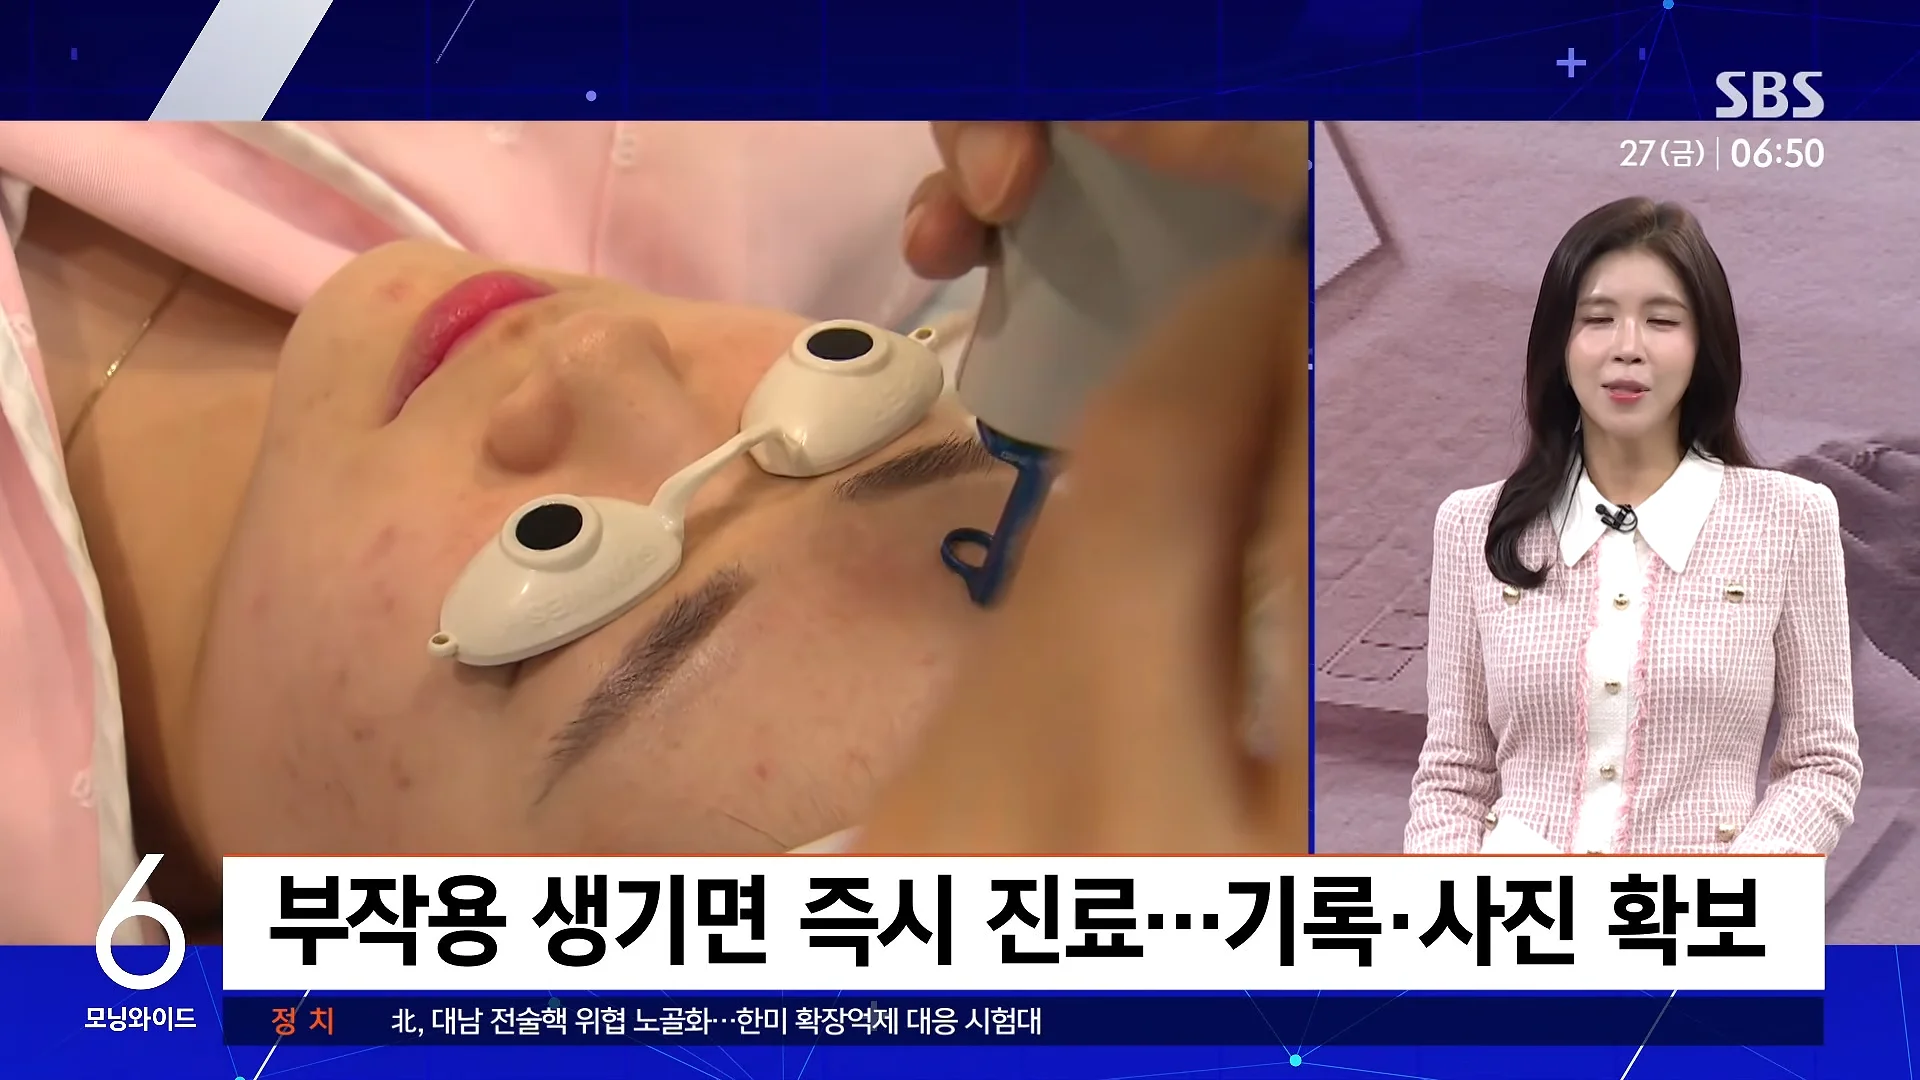 SBS
27(금) | 06:50
부작용 생기면 즉시 진료…기록·사진 확보
6
모닝와이드
정치
北, 대남 전술핵 위협 노골화…한미 확장억제 대응 시험대